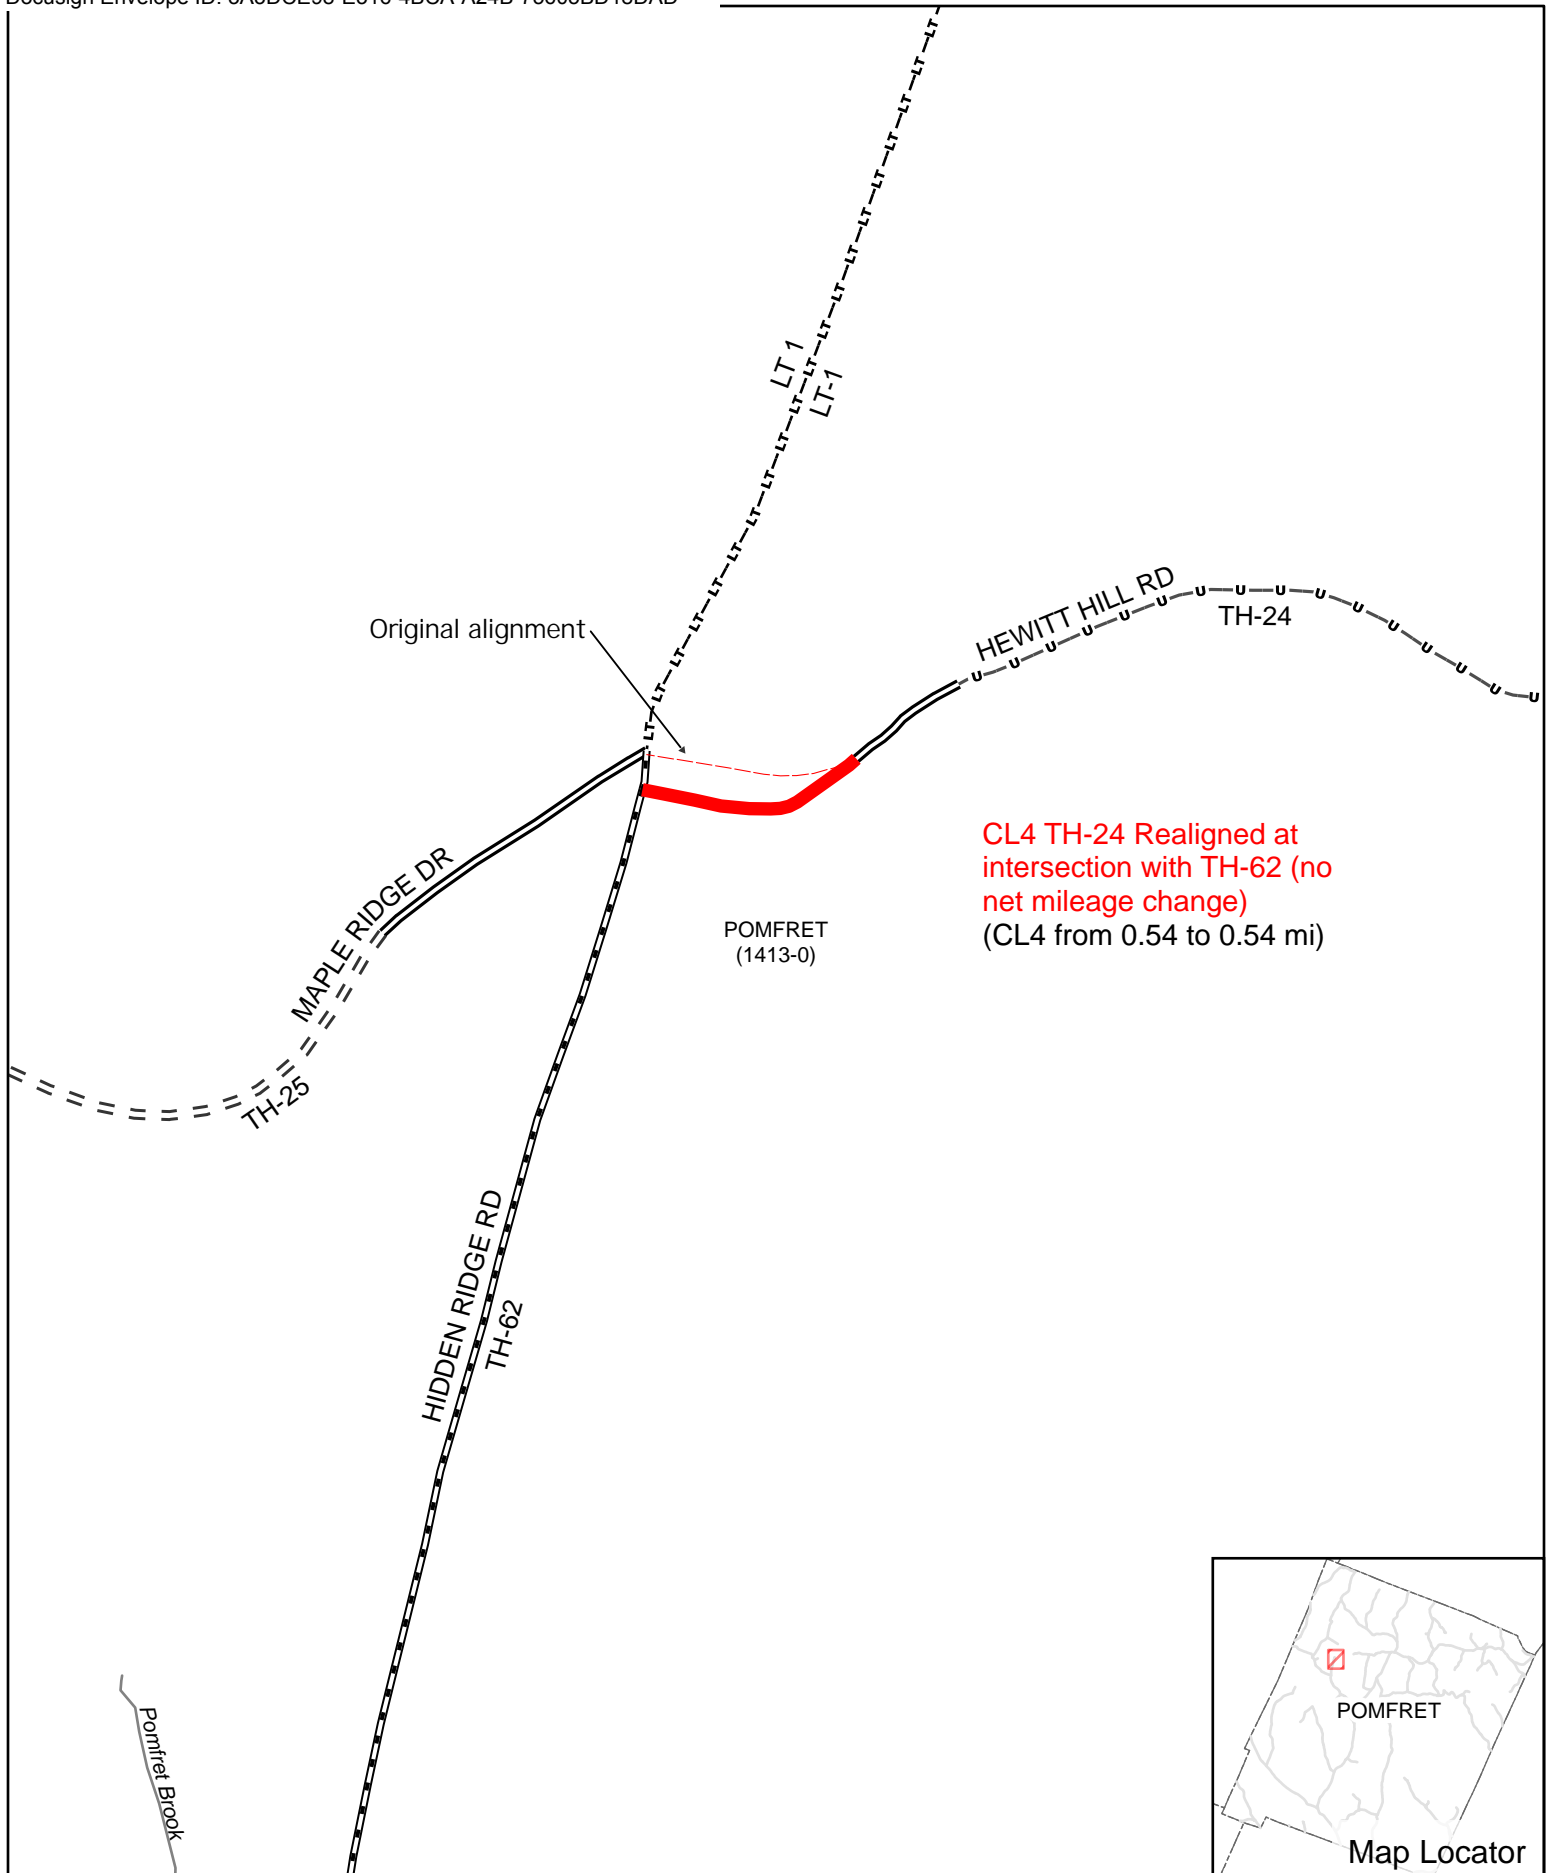 LT 1
LT-1
Original alignment
HEWITT HILL RD
TH-24
CL4 TH-24 Realigned at
intersection with TH-62 (no
net mileage change)
(CL4 from 0.54 to 0.54 mi)
MAPLE RIDGE DR
TH-25
POMFRET
(1413-0)
HIDDEN RIDGE RD
TH-62
Pomfret Brook
POMFRET
Map Locator